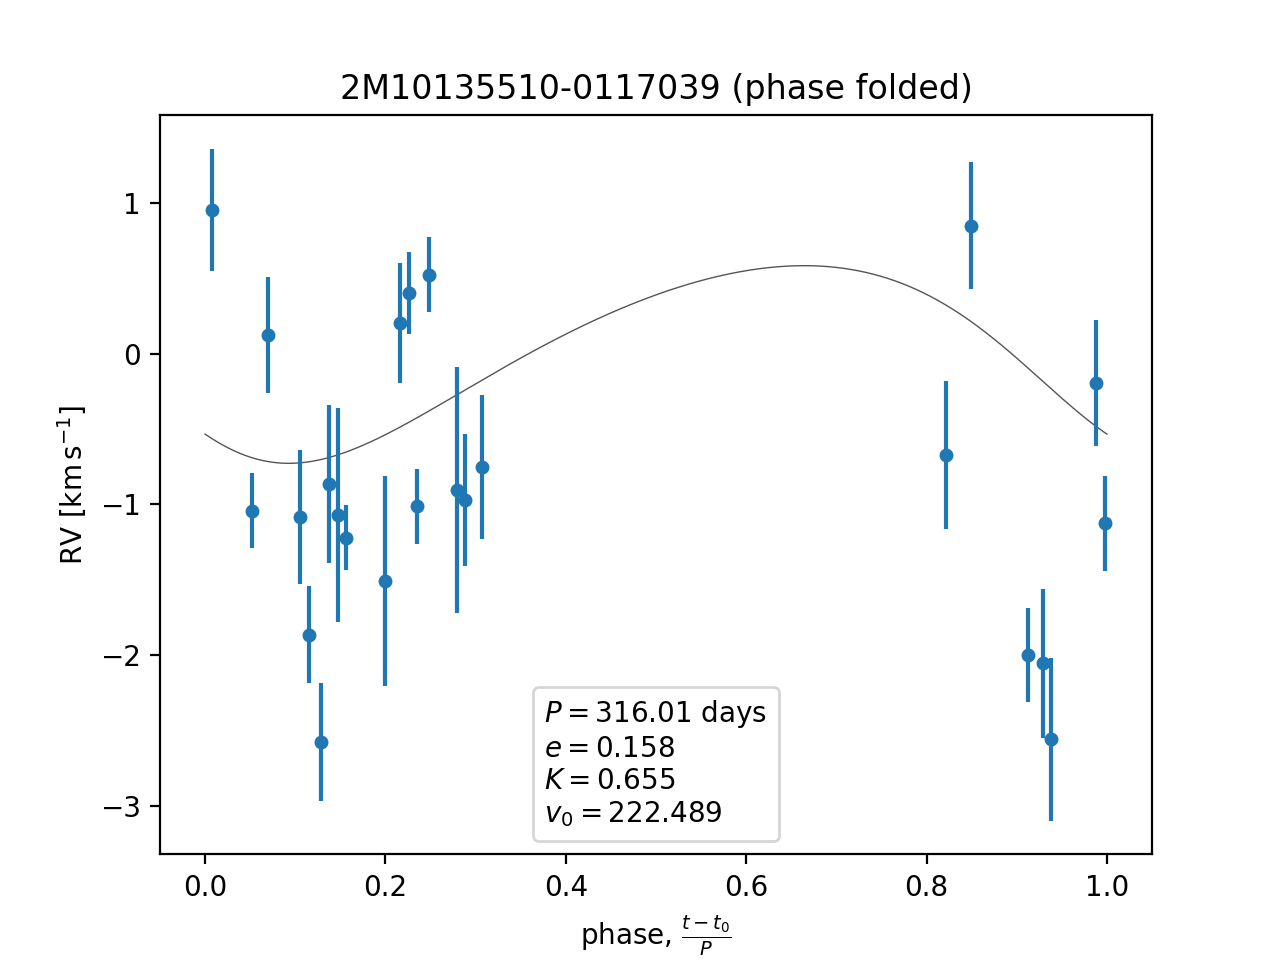 2M10135510-0117039 (phase folded)
1
0
−1
−2
−3
RV [km s⁻¹]
P = 316.01 days
e = 0.158
K = 0.655
v₀ = 222.489
0.0 0.2 0.4 0.6 0.8 1.0
phase, (t − t₀)/P